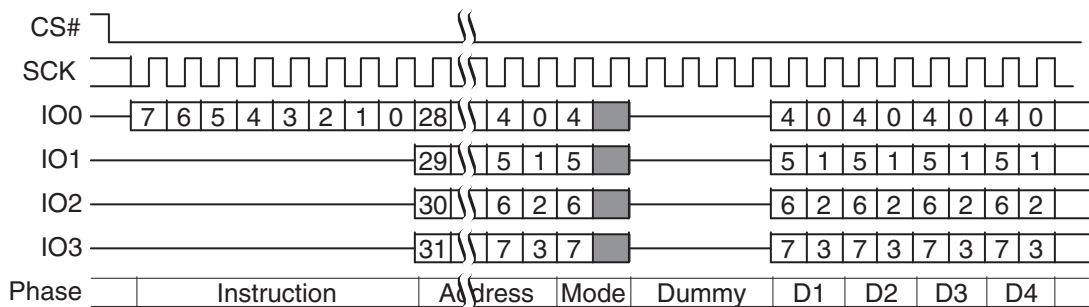 CS#
SCK
IO0 7 6 5 4 3 2 1 0 28 4 0 4 4 0 4 0 4 0 4 0
IO1 29 5 1 5 5 1 5 1 5 1 5 1
IO2 30 6 2 6 6 2 6 2 6 2 6 2
IO3 31 7 3 7 7 3 7 3 7 3 7 3
Phase Instruction Address Mode Dummy D1 D2 D3 D4